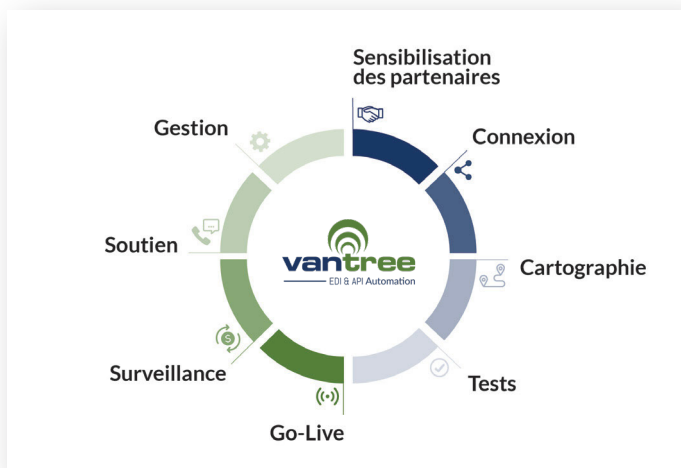 Sensibilisation
des partenaires
Connexion
Cartographie
Tests
Go-Live
Surveillance
Soutien
Gestion
vantree
EDI & API Automation